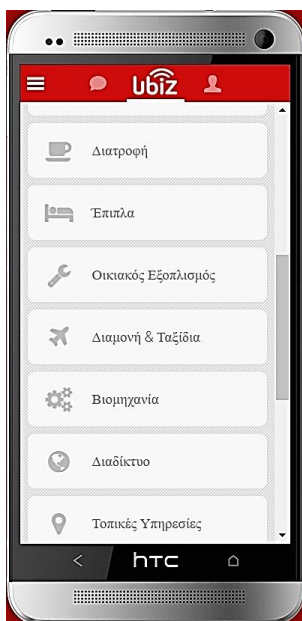 ubiz
Διατροφή
Έπιπλα
Οικιακός Εξοπλισμός
Διαμονή & Ταξίδια
Βιομηχανία
Διαδίκτυο
Τοπικές Υπηρεσίες
hTC